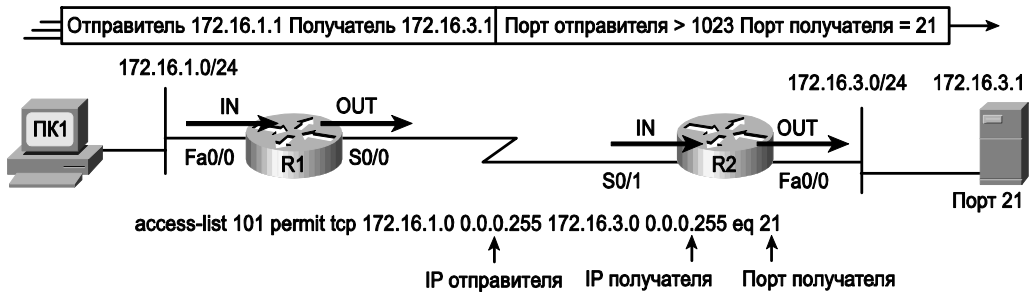 Отправитель 172.16.1.1 Получатель 172.16.3.1 Порт отправителя > 1023 Порт получателя = 21
172.16.1.0/24
172.16.3.0/24
172.16.3.1
ПК1
IN
OUT
IN
OUT
Fa0/0
R1
S0/0
S0/1
R2
Fa0/0
Порт 21
access-list 101 permit tcp 172.16.1.0 0.0.0.255 172.16.3.0 0.0.0.255 eq 21
IP отправителя
IP получателя
Порт получателя